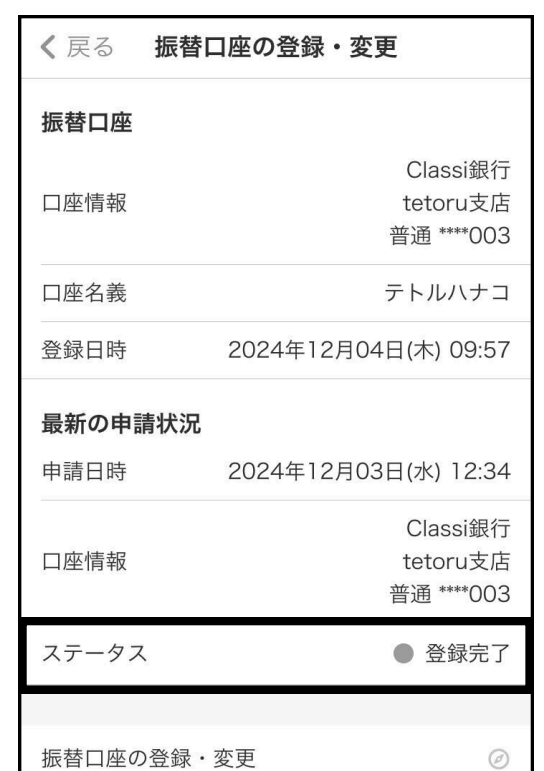 戻る 振替口座の登録・変更
振替口座
Classi銀行
口座情報 tetoru支店
普通 ****003
口座名義 テトルハナコ
登録日時 2024年12月04日(木) 09:57
最新の申請状況
申請日時 2024年12月03日(水) 12:34
Classi銀行
口座情報 tetoru支店
普通 ****003
ステータス 登録完了
振替口座の登録・変更